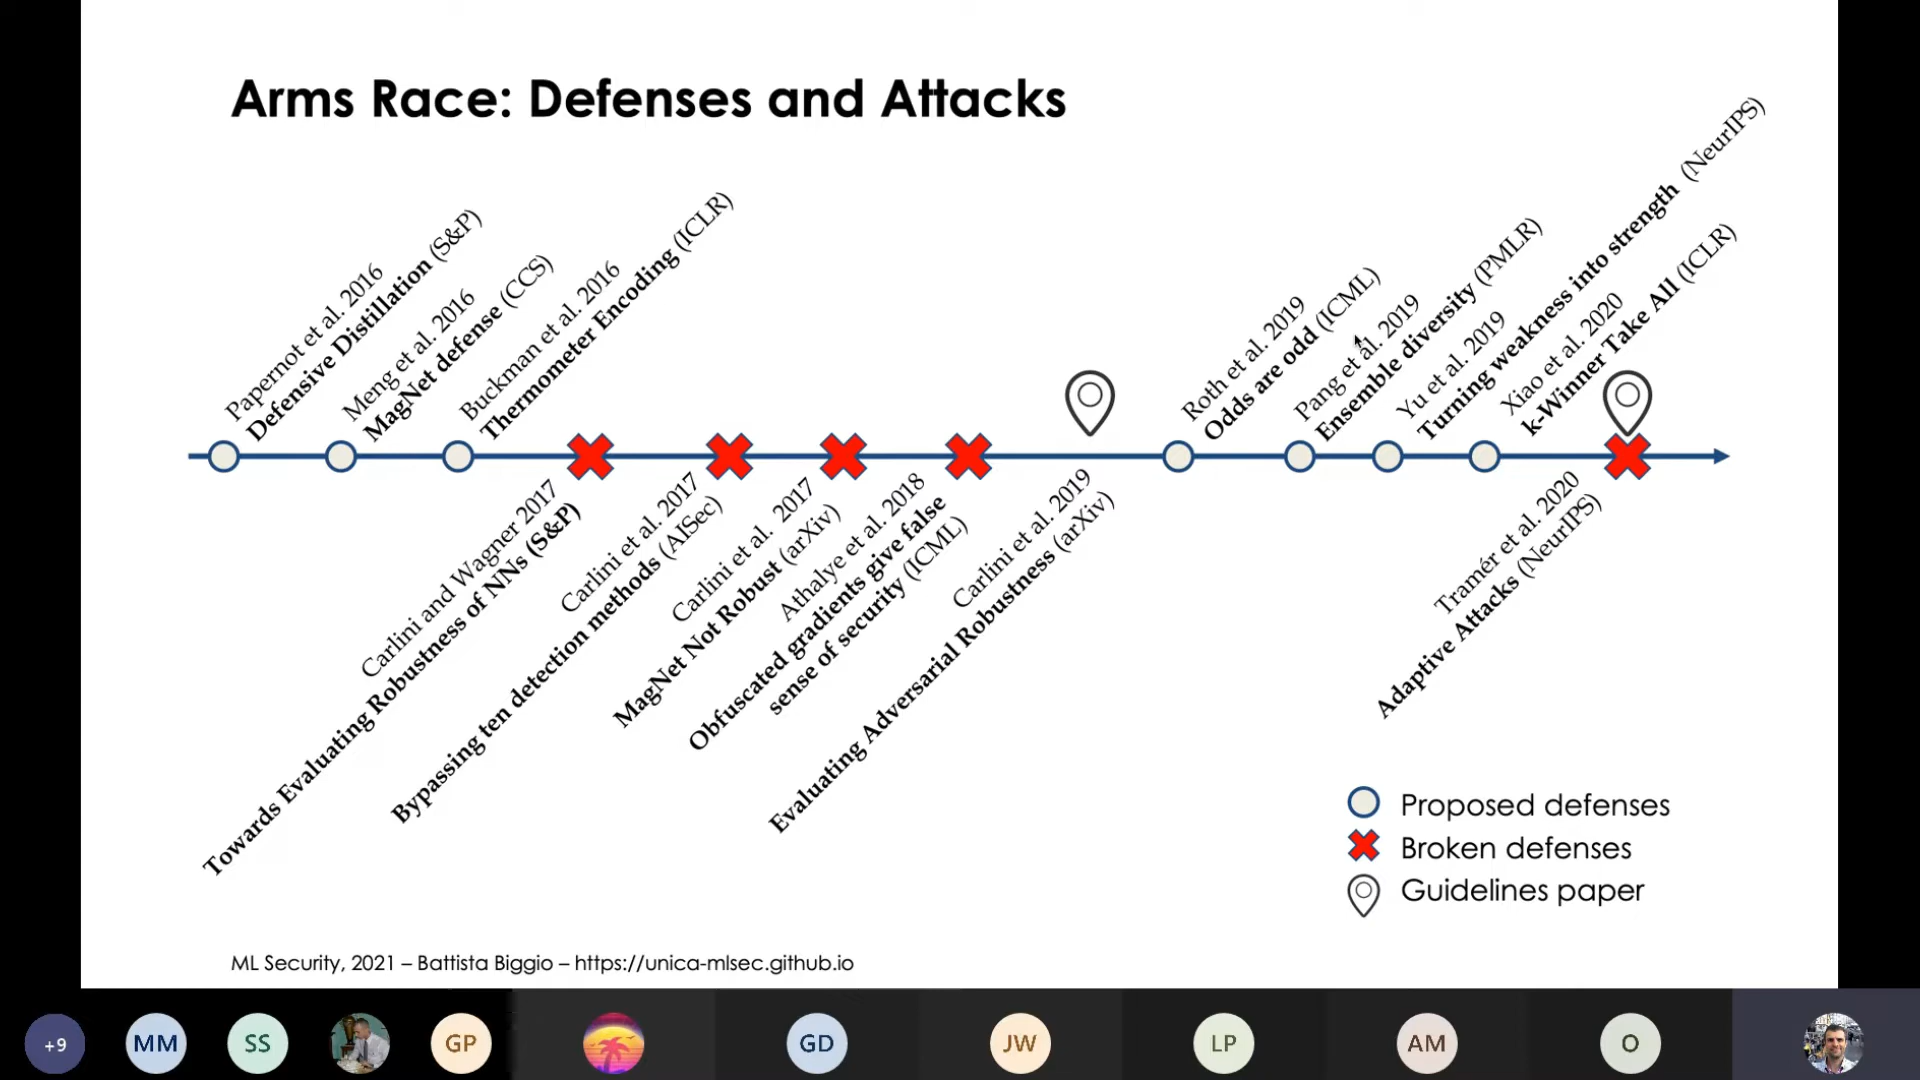 Arms Race: Defenses and Attacks
Papernot et al. 2016
Defensive Distillation (S&P)
Meng et al. 2016
MagNet defense (CCS)
Buckman et al. 2016
Thermometer Encoding (ICLR)
Roth et al. 2019
Odds are odd (ICML)
Pang et al. 2019
Ensemble diversity (PMLR)
Yu et al. 2019
Turning weakness into strength (NeurIPS)
Xiao et al. 2020
k-Winner Take All (ICLR)
Carlini and Wagner 2017
Towards Evaluating Robustness of NNs (S&P)
Carlini et al. 2017
Bypassing ten detection methods (AISec)
Carlini et al. 2017
MagNet Not Robust (arXiv)
Athalye et al. 2018
Obfuscated gradients give false
sense of security (ICML)
Carlini et al. 2019
Evaluating Adversarial Robustness (arXiv)
Tramér et al. 2020
Adaptive Attacks (NeurIPS)
Proposed defenses
Broken defenses
Guidelines paper
ML Security, 2021 – Battista Biggio – https://unica-mlsec.github.io
+9
MM
SS
GP
GD
JW
LP
AM
O